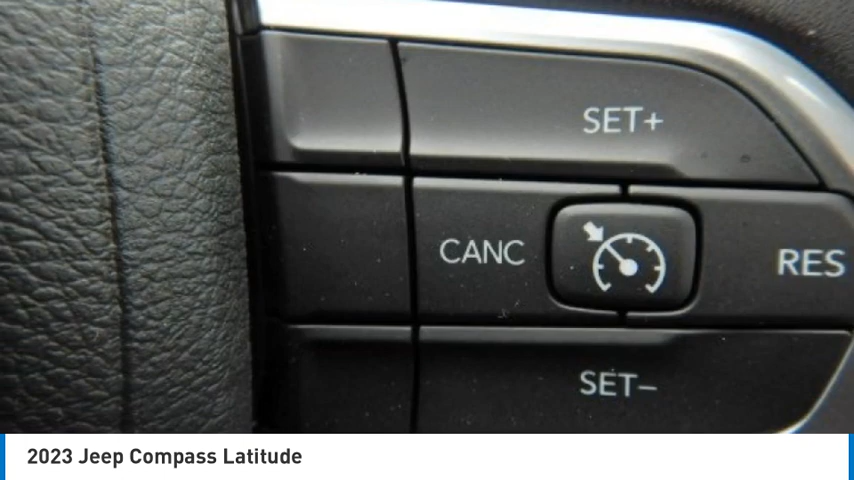 SET+
CANC
RES
SET-
2023 Jeep Compass Latitude